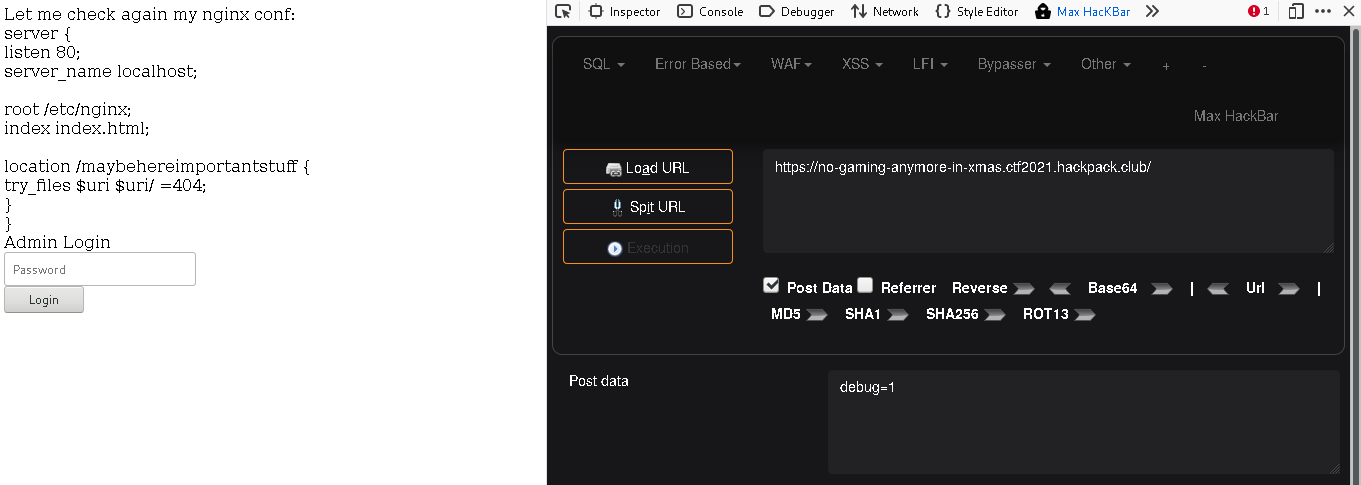 Let me check again my nginx conf:
server {
listen 80;
server_name localhost;
root /etc/nginx;
index index.html;
location /maybehereimportantstuff {
try_files $uri $uri/ =404;
}
}
Admin Login
Password
Login
Inspector Console Debugger Network Style Editor Max HacKBar 1
SQL Error Based WAF XSS LFI Bypasser Other + -
Max HackBar
Load URL
Spit URL
Execution
https://no-gaming-anymore-in-xmas.ctf2021.hackpack.club/
Post Data Referrer Reverse Base64 | Url |
MD5 SHA1 SHA256 ROT13
Post data
debug=1